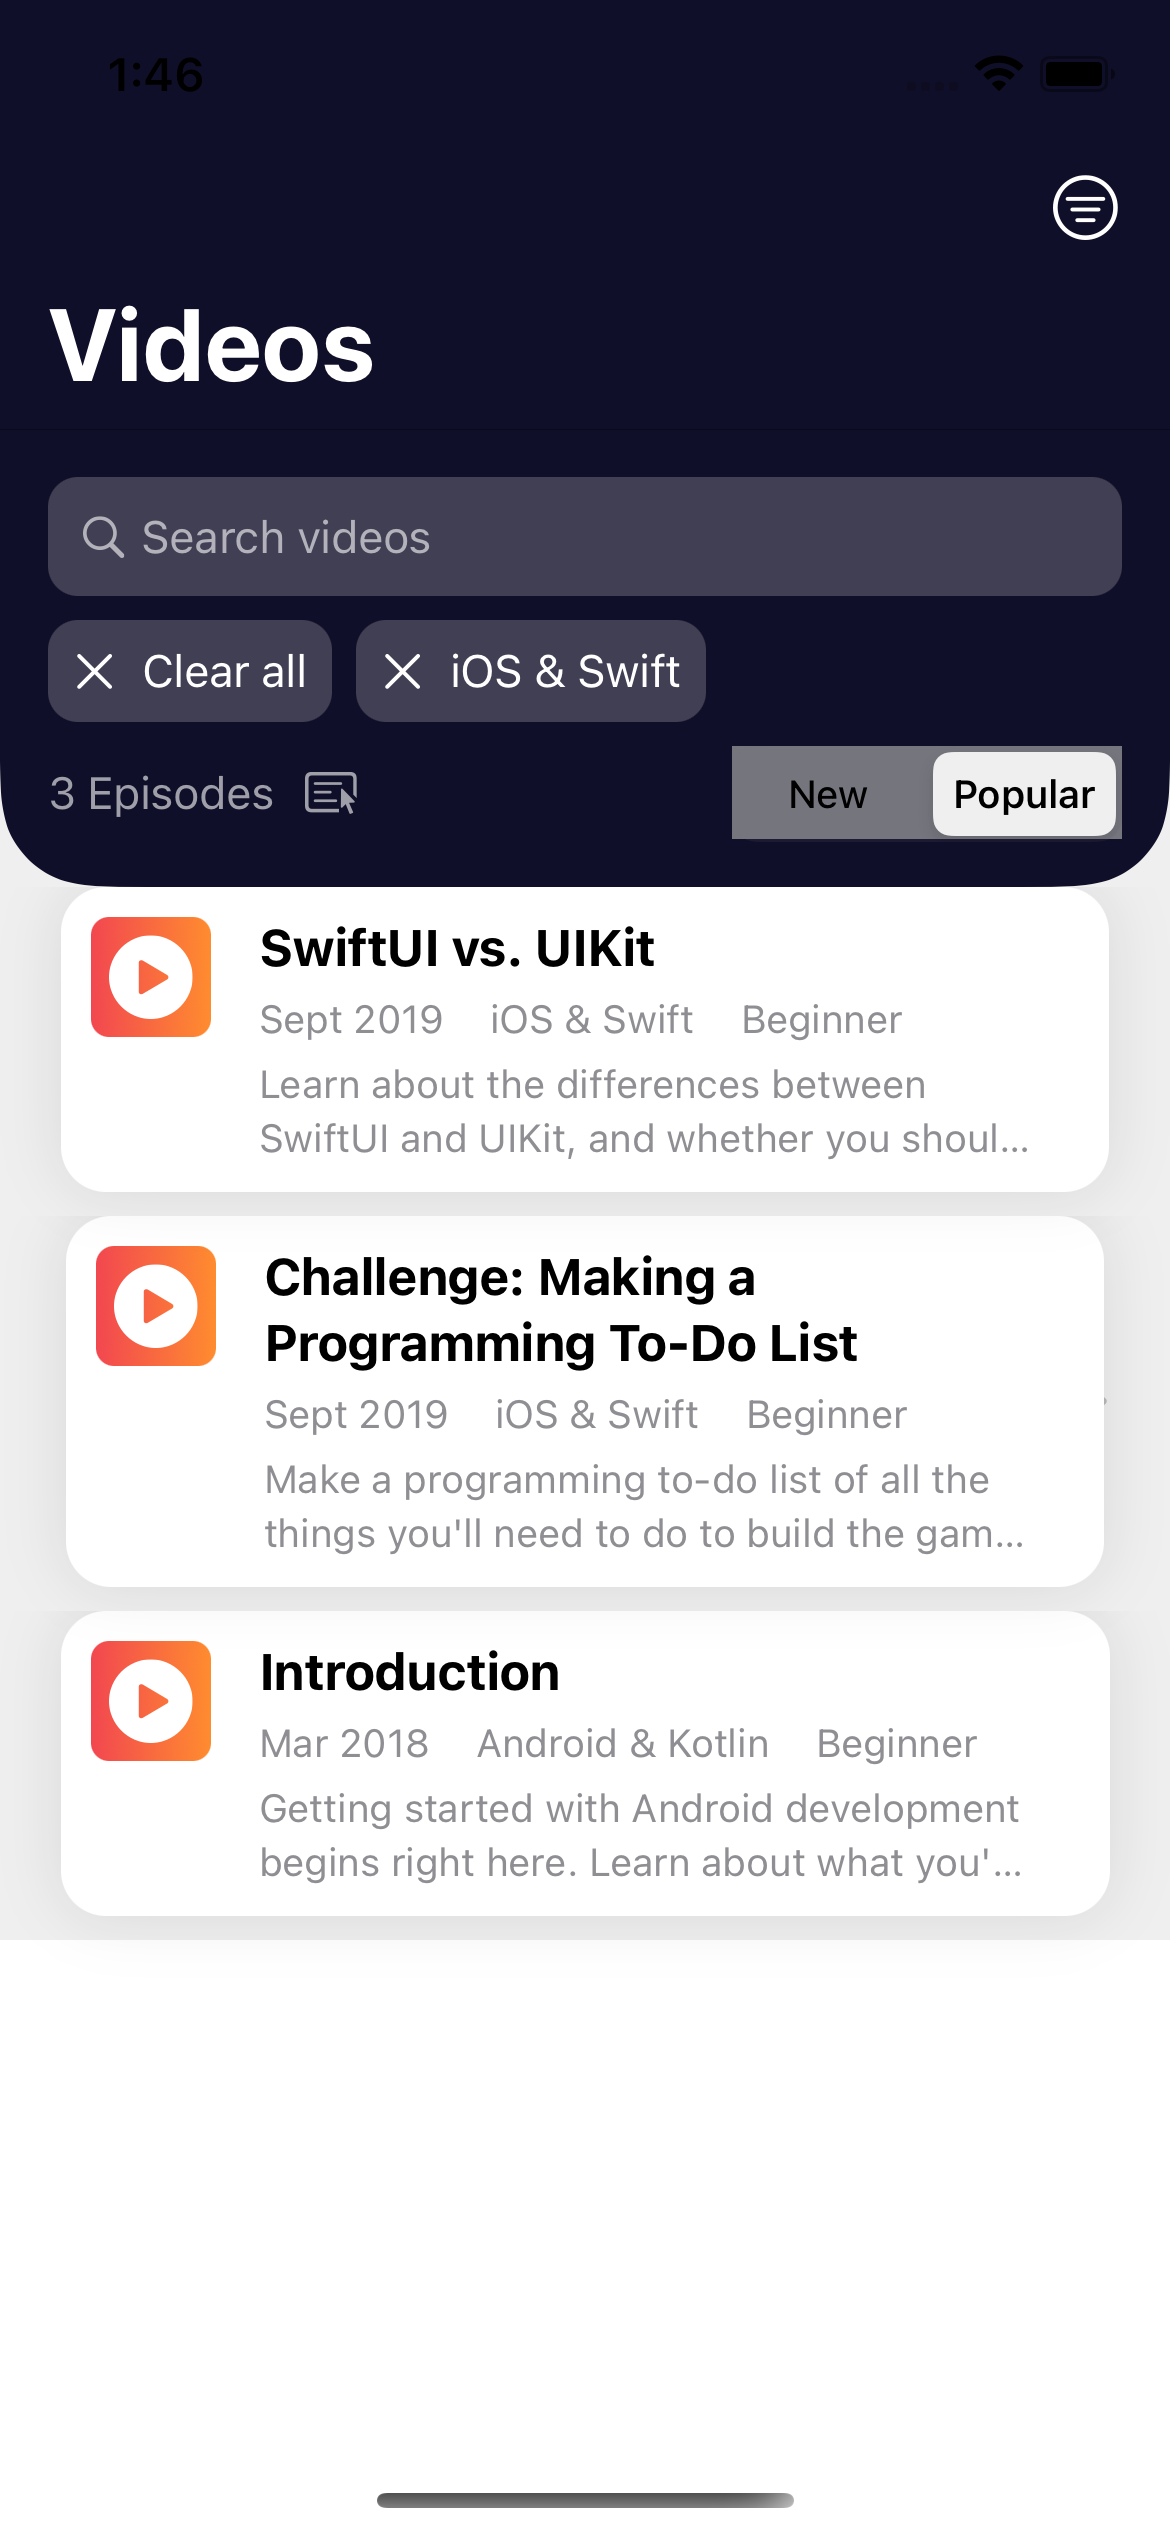 1:46
Videos
Search videos
Clear all
iOS & Swift
3 Episodes
New
Popular
SwiftUI vs. UIKit
Sept 2019 iOS & Swift Beginner
Learn about the differences between
SwiftUI and UIKit, and whether you shoul...
Challenge: Making a
Programming To-Do List
Sept 2019 iOS & Swift Beginner
Make a programming to-do list of all the
things you'll need to do to build the gam...
Introduction
Mar 2018 Android & Kotlin Beginner
Getting started with Android development
begins right here. Learn about what you'...